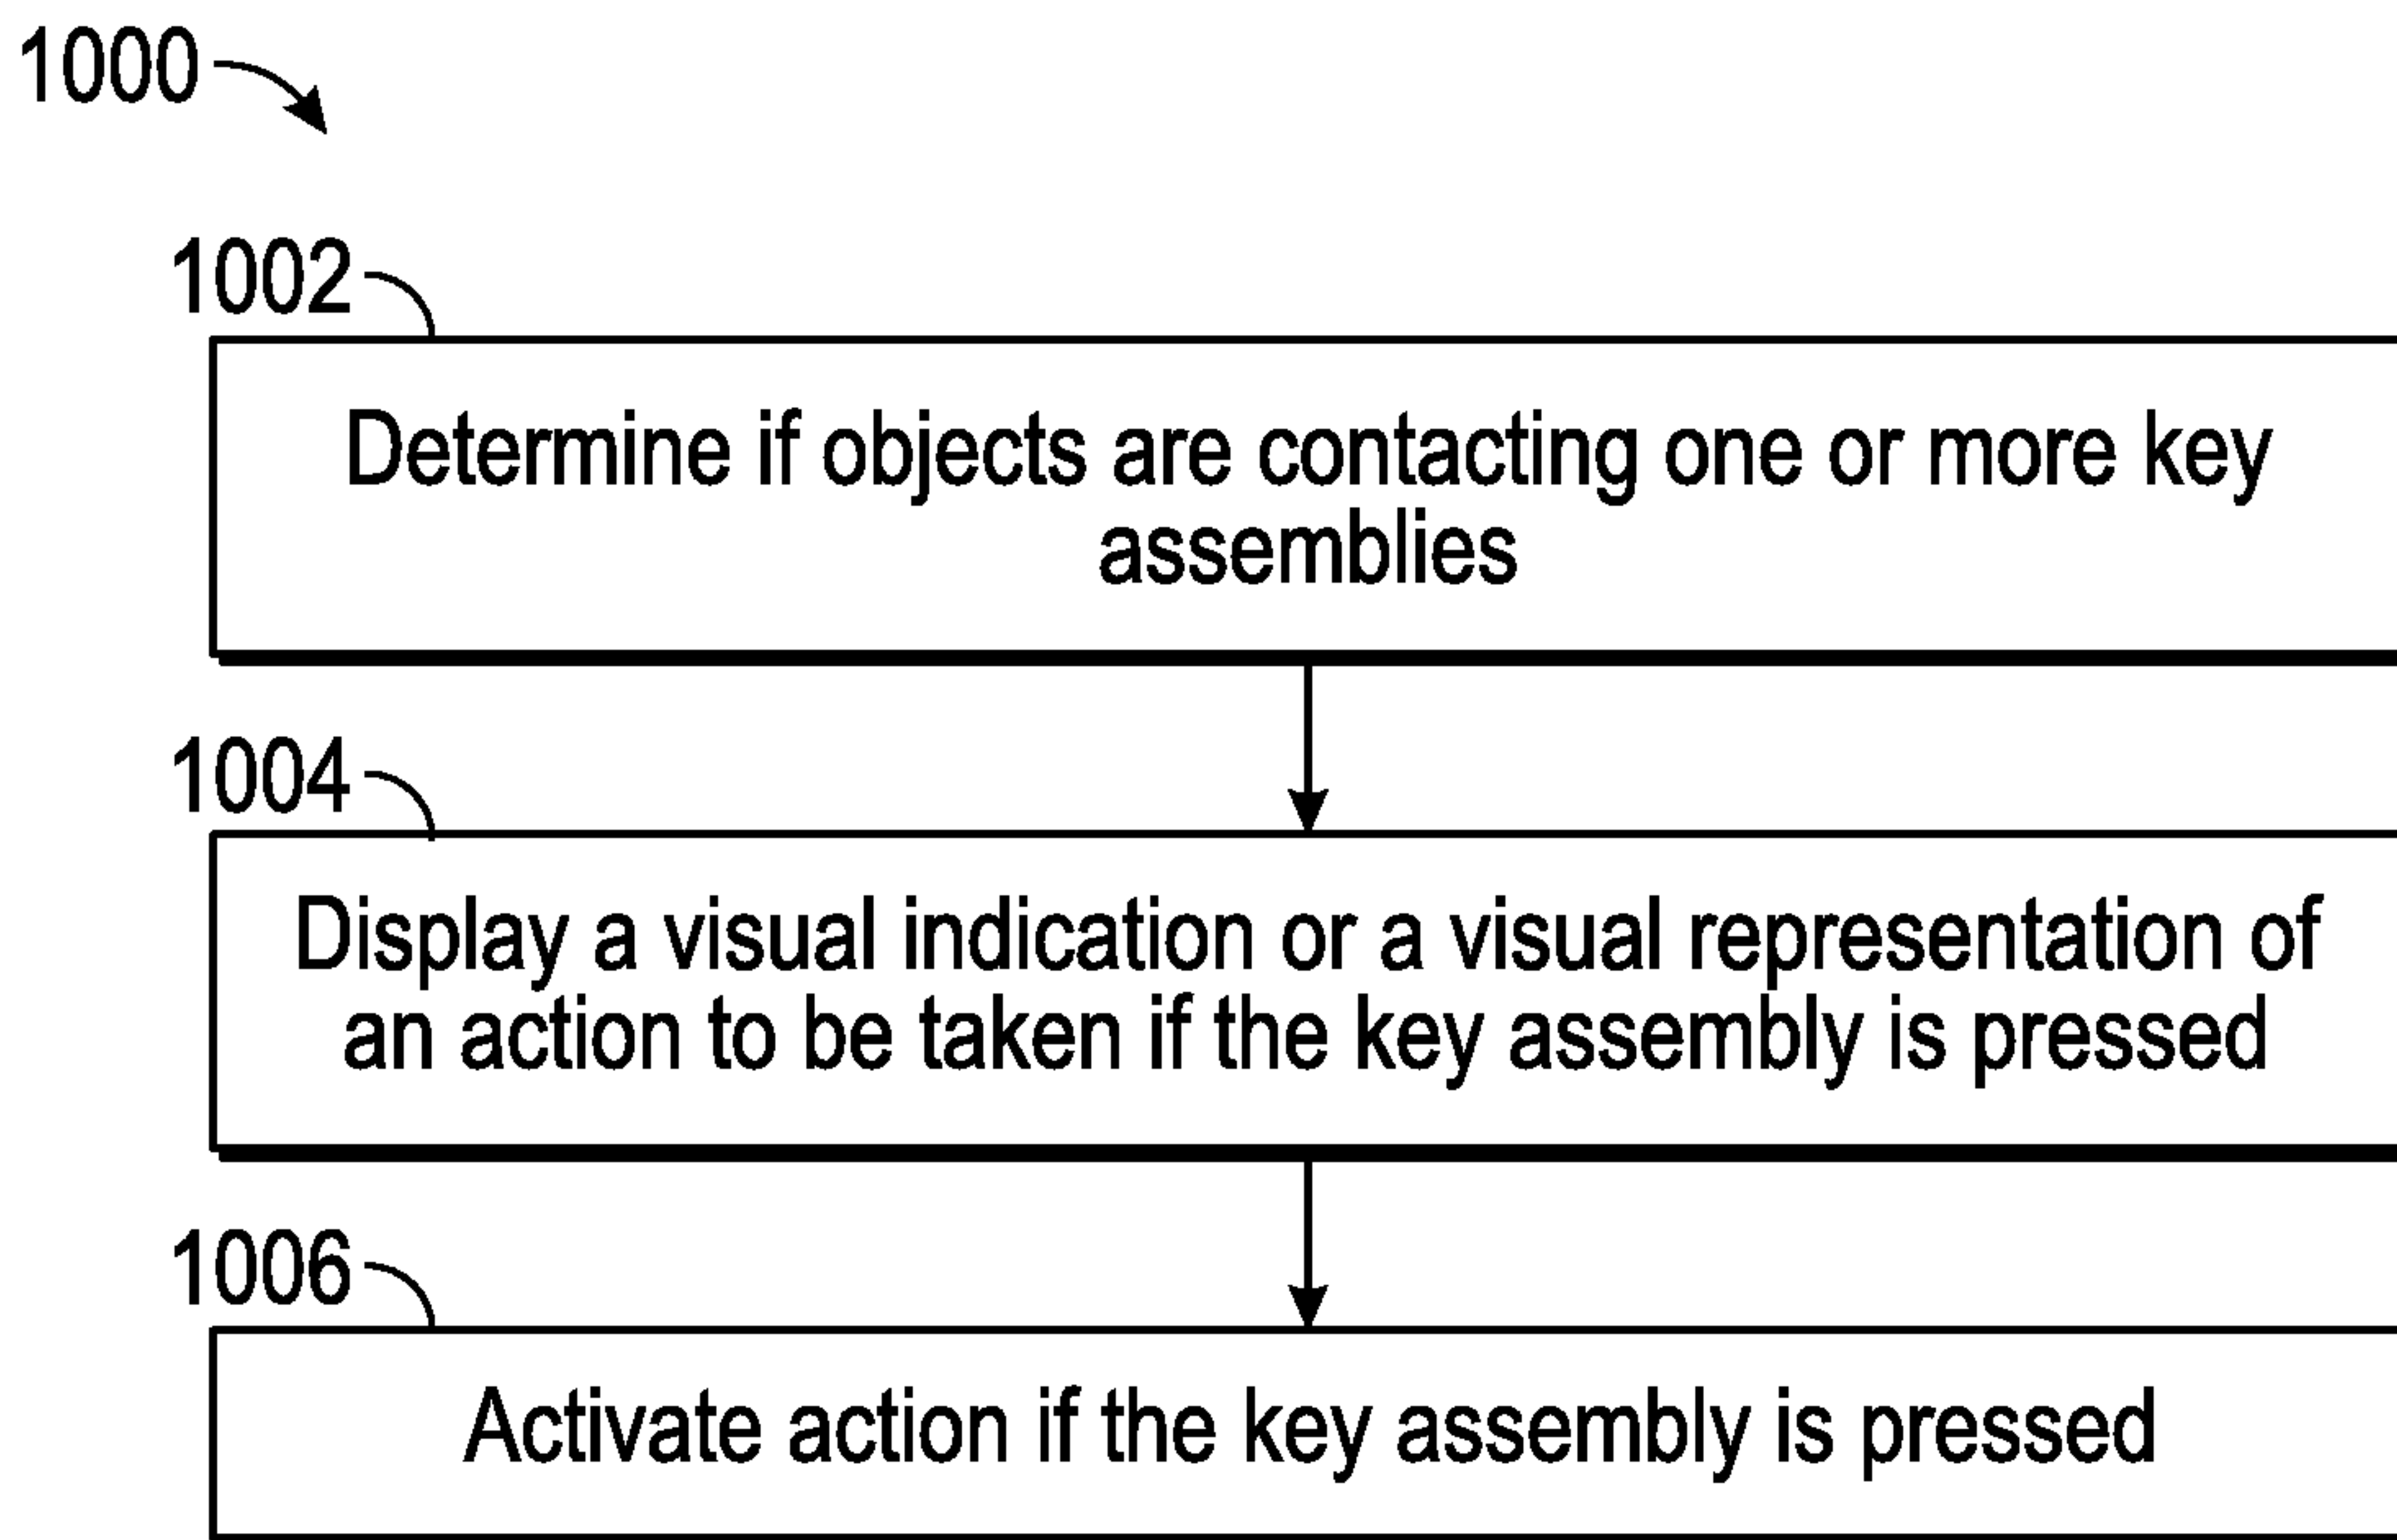 1000
1002
Determine if objects are contacting one or more key
assemblies
1004
Display a visual indication or a visual representation of
an action to be taken if the key assembly is pressed
1006
Activate action if the key assembly is pressed